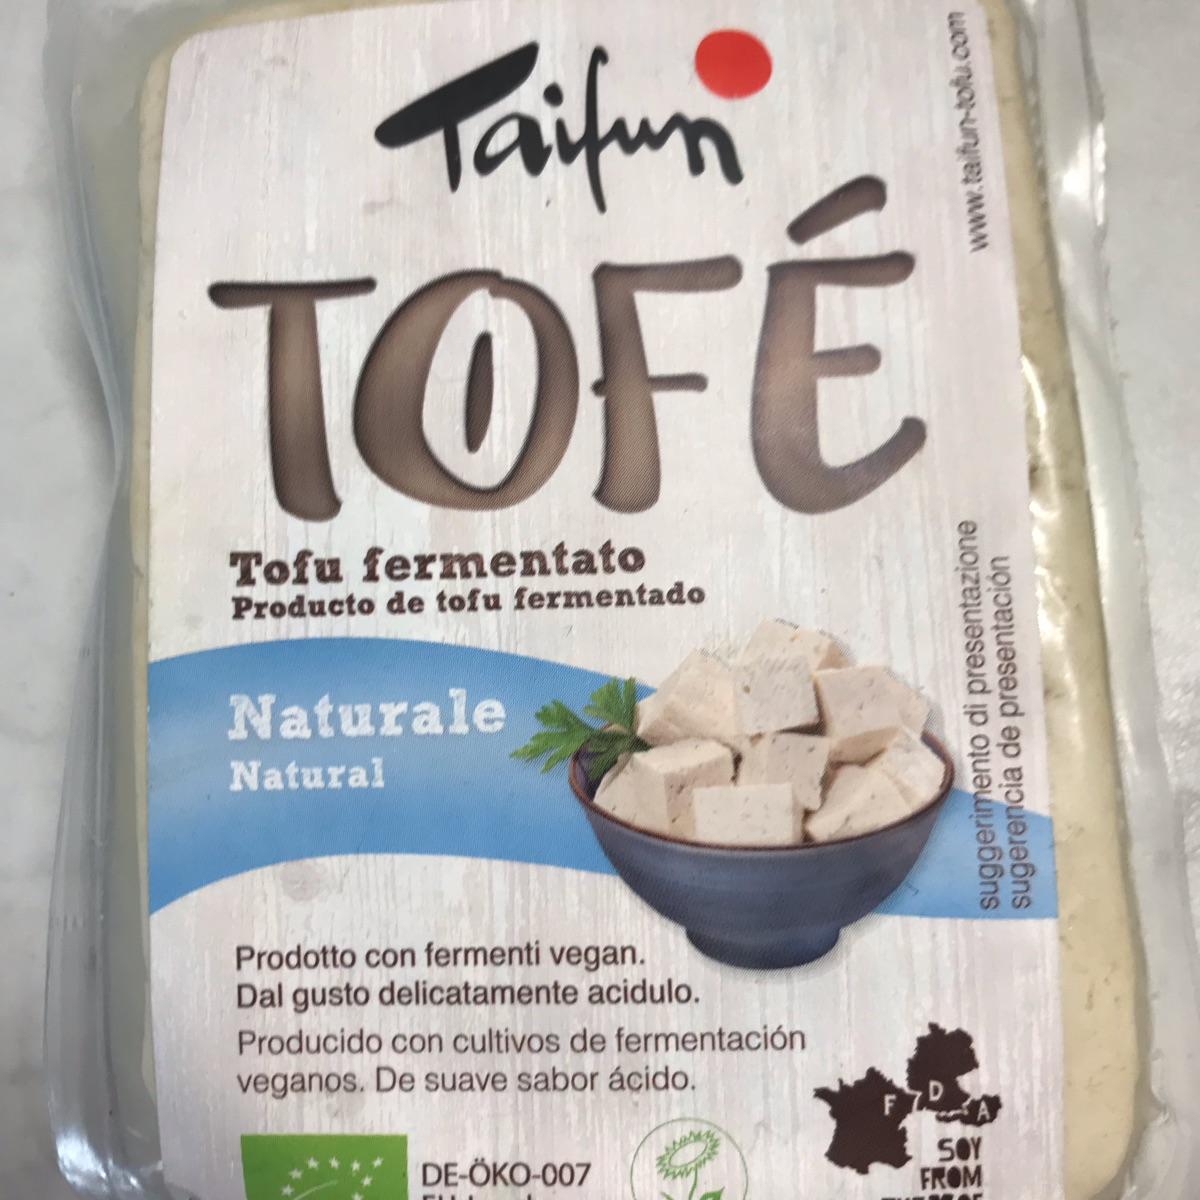 Taifun
www.taifun-tofu.com
TOFÉ
Tofu fermentato
Producto de tofu fermentado
Naturale
Natural
suggerimento di presentazione
sugerencia de presentación
Prodotto con fermenti vegan.
Dal gusto delicatamente acidulo.
Producido con cultivos de fermentación
veganos. De suave sabor ácido.
F D A
SOY
FROM
DE-ÖKO-007